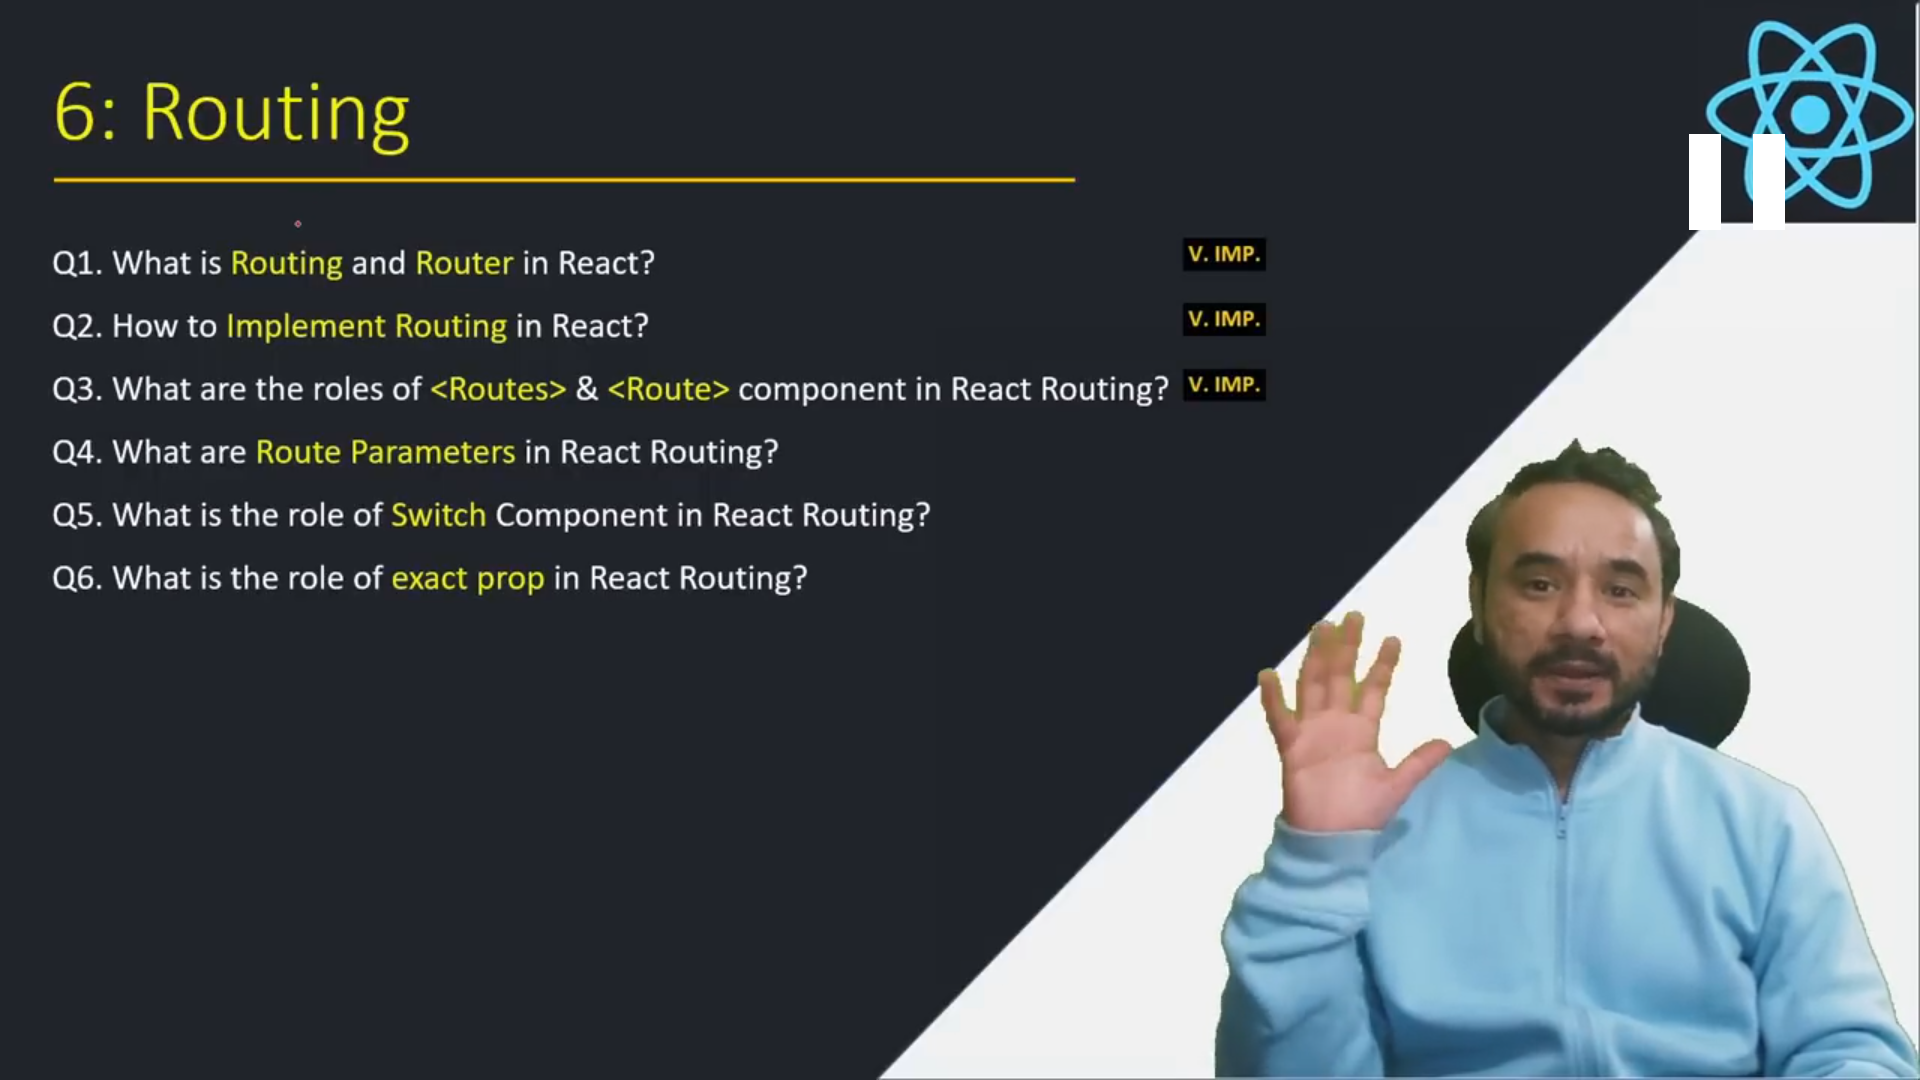 6: Routing
Q1. What is Routing and Router in React? V. IMP.
Q2. How to Implement Routing in React? V. IMP.
Q3. What are the roles of <Routes> & <Route> component in React Routing? V. IMP.
Q4. What are Route Parameters in React Routing?
Q5. What is the role of Switch Component in React Routing?
Q6. What is the role of exact prop in React Routing?